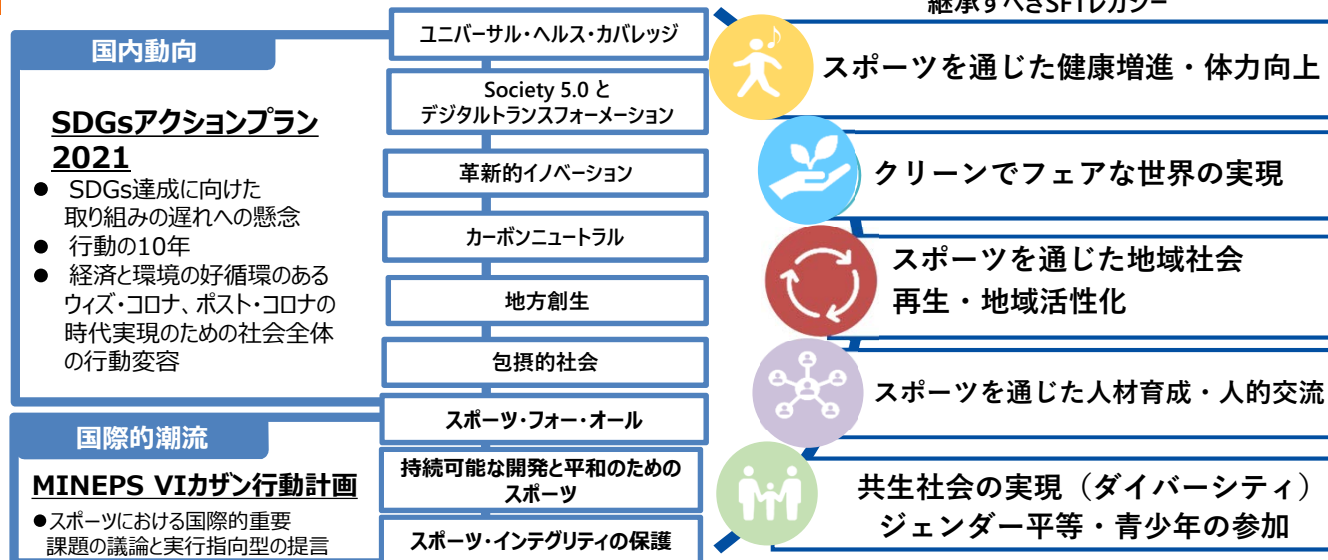 継承すべきSFTレガシー
国内動向
SDGsアクションプラン
2021
● SDGs達成に向けた
取り組みの遅れへの懸念
● 行動の10年
● 経済と環境の好循環のある
ウィズ・コロナ、ポスト・コロナの
時代実現のための社会全体
の行動変容
国際的潮流
MINEPS VIカザン行動計画
●スポーツにおける国際的重要
課題の議論と実行指向型の提言
ユニバーサル・ヘルス・カバレッジ
Society 5.0 と
デジタルトランスフォーメーション
革新的イノベーション
カーボンニュートラル
地方創生
包摂的社会
スポーツ・フォー・オール
持続可能な開発と平和のための
スポーツ
スポーツ・インテグリティの保護
スポーツを通じた健康増進・体力向上
クリーンでフェアな世界の実現
スポーツを通じた地域社会
再生・地域活性化
スポーツを通じた人材育成・人的交流
共生社会の実現（ダイバーシティ）
ジェンダー平等・青少年の参加